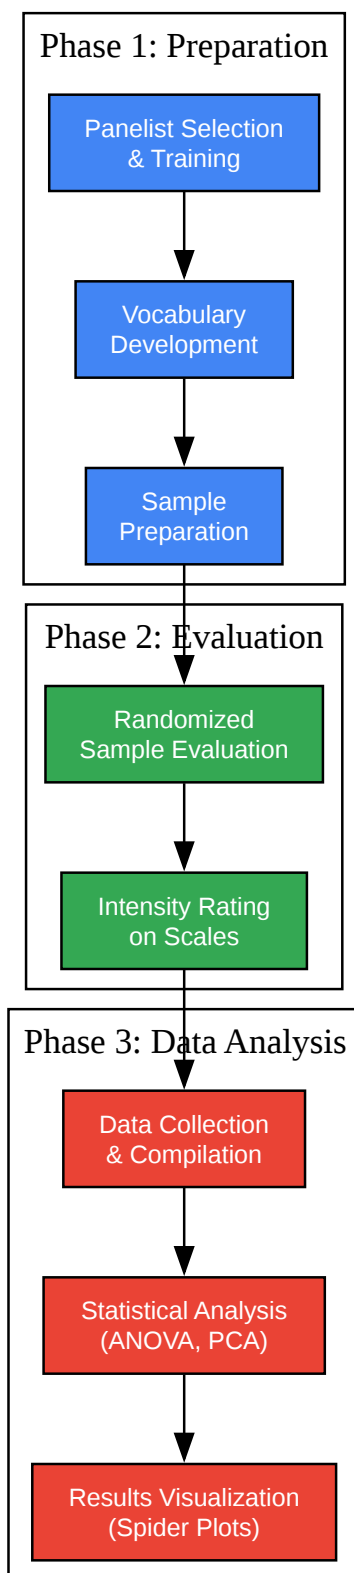 Phase 1: Preparation
Panelist Selection
& Training
Vocabulary
Development
Sample
Preparation
Phase 2: Evaluation
Randomized
Sample Evaluation
Intensity Rating
on Scales
Phase 3: Data Analysis
Data Collection
& Compilation
Statistical Analysis
(ANOVA, PCA)
Results Visualization
(Spider Plots)